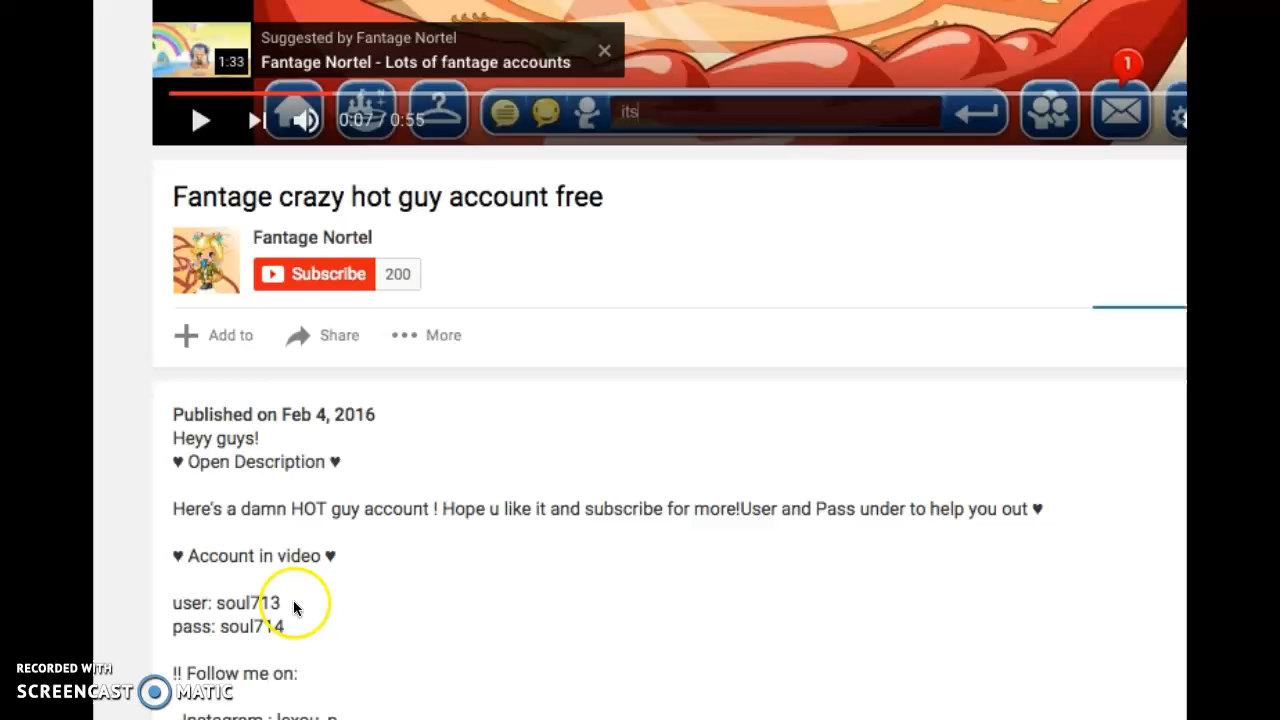 Suggested by Fantage Nortel
1:33
Fantage Nortel - Lots of fantage accounts
1
0:07 / 0:55
its
Fantage crazy hot guy account free
Fantage Nortel
Subscribe 200
Add to Share More
Published on Feb 4, 2016
Heyy guys!
♥ Open Description ♥
Here's a damn HOT guy account ! Hope u like it and subscribe for more!User and Pass under to help you out ♥
♥ Account in video ♥
user: soul713
pass: soul714
!! Follow me on:
RECORDED WITH
SCREENCAST MATIC